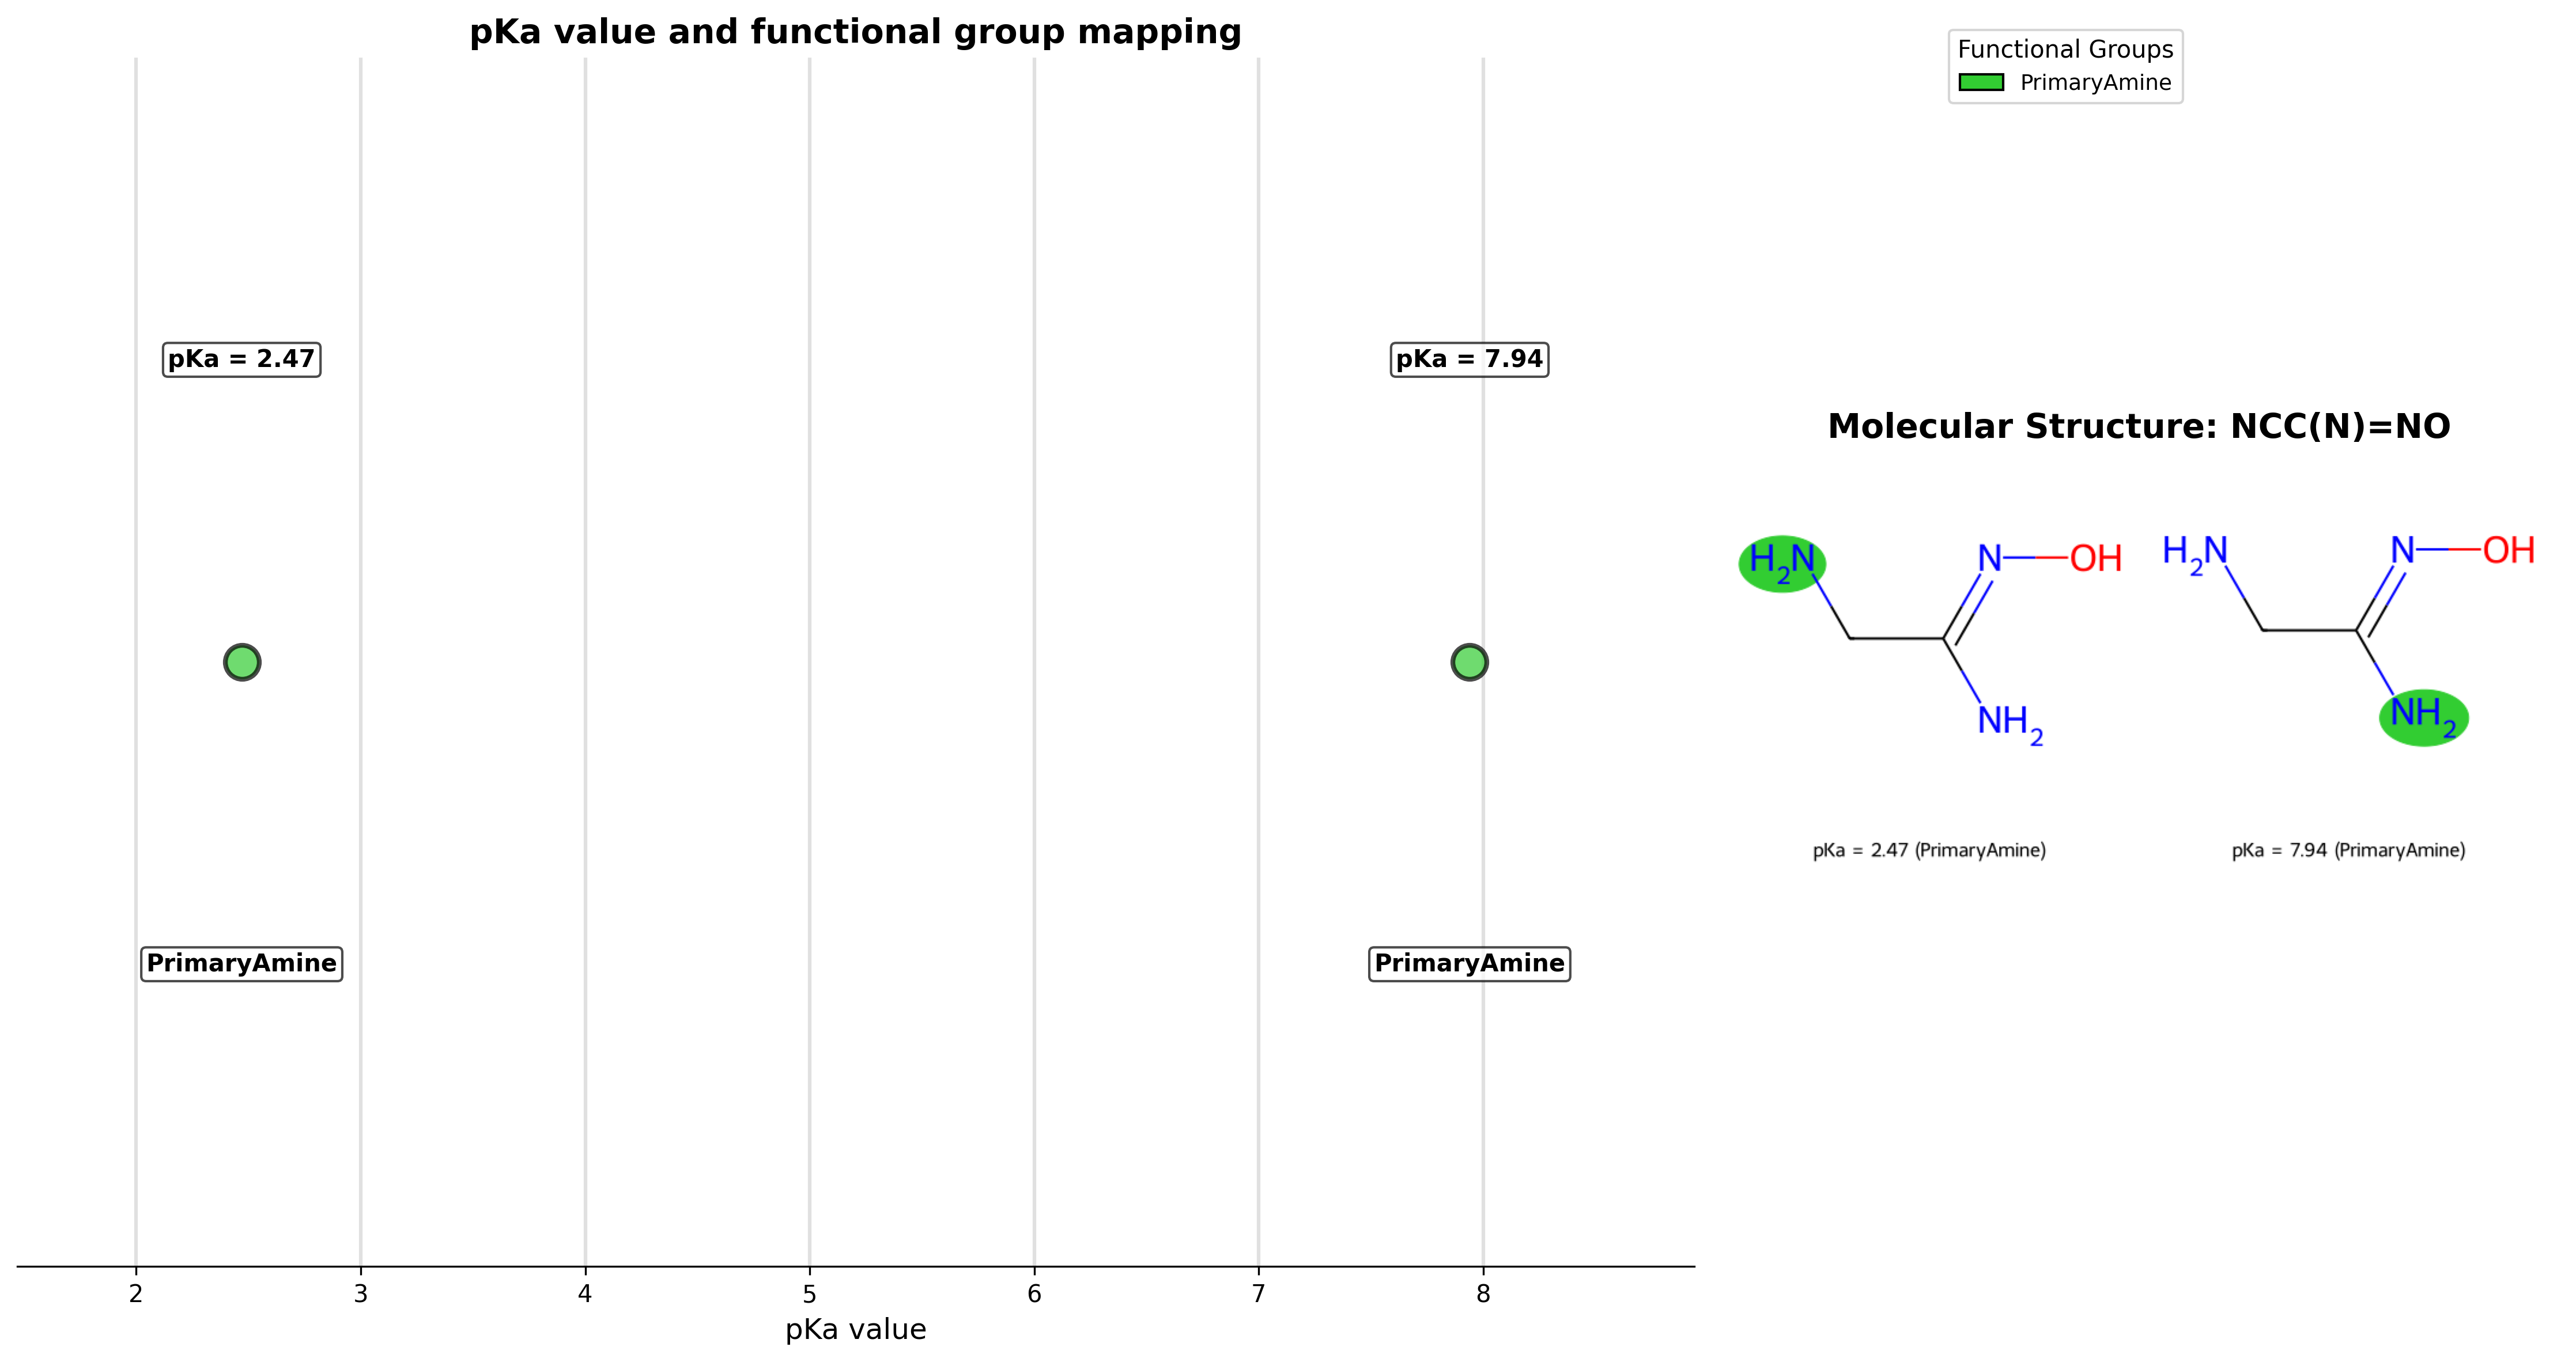 pKa value and functional group mapping
pKa = 2.47
pKa = 7.94
PrimaryAmine
PrimaryAmine
2 3 4 5 6 7 8
pKa value
Functional Groups
PrimaryAmine
Molecular Structure: NCC(N)=NO
H2N N OH
NH2
H2N N OH
NH2
pKa = 2.47 (PrimaryAmine)
pKa = 7.94 (PrimaryAmine)